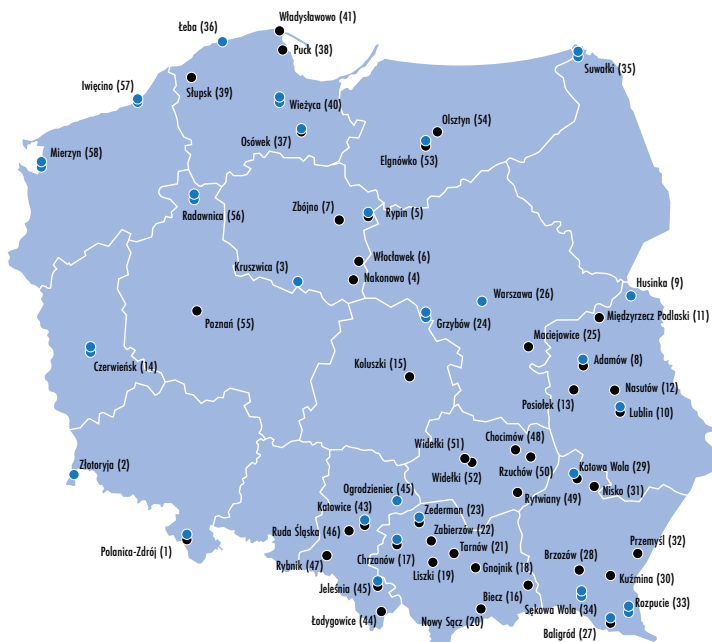 Władysławowo (41)
Łeba (36)
Puck (38)
Suwałki (35)
Iwięcino (57)
Słupsk (39)
Wieżyca (40)
Olsztyn (54)
Osówek (37)
Mierzyn (58)
Elgnówko (53)
Radawnica (56)
Zbójno (7)
Rypin (5)
Włocławek (6)
Kruszwica (3)
Nakonowo (4)
Husinka (9)
Warszawa (26)
Poznań (55)
Grzybów (24)
Międzyrzec Podlaski (11)
Maciejowice (25)
Czerwieńsk (14)
Koluszki (15)
Adamów (8)
Posiołek (13)
Nasutów (12)
Lublin (10)
Chocimów (48)
Widełki (51)
Złotoryja (2)
Widełki (52)
Rzuchów (50)
Kotowa Wola (29)
Ogrodzieniec (45)
Rytwiany (49)
Nisko (31)
Katowice (43)
Zederman (23)
Ruda Śląska (46)
Zabierzów (22)
Przemyśl (32)
Polanica-Zdrój (1)
Chrzanów (17)
Tarnów (21)
Brzozów (28)
Rybnik (47)
Liszki (19)
Gnojnik (18)
Kuźmina (30)
Jeleśnia (45)
Biecz (16)
Rozpucie (33)
Łodygowice (44)
Nowy Sącz (20)
Sękowa Wola (34)
Baligród (27)